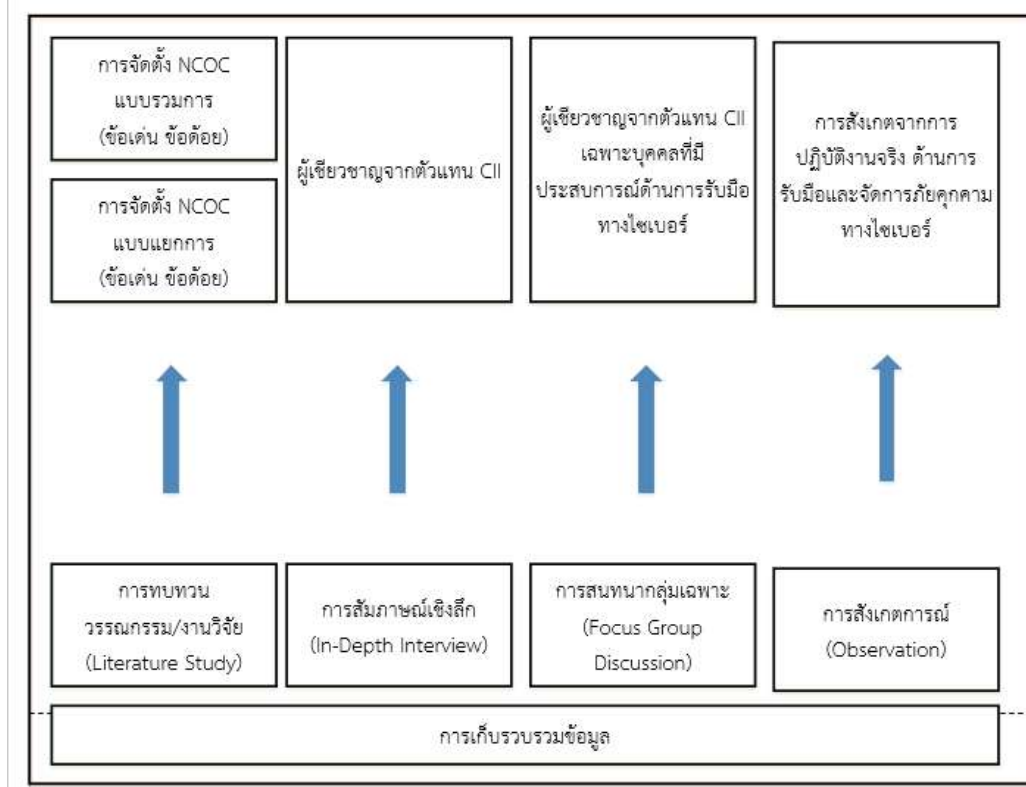 การจัดตั้ง NCOC
แบบรวมการ
(ข้อเด่น ข้อด้อย)
การจัดตั้ง NCOC
แบบแยกการ
(ข้อเด่น ข้อด้อย)
ผู้เชียวชาญจากตัวแทน CII
ผู้เชียวชาญจากตัวแทน CII
เฉพาะบุคคลที่มี
ประสบการณ์ด้านการรับมือ
ทางไซเบอร์
การสังเกตจากการ
ปฏิบัติงานจริง ด้านการ
รับมือและจัดการภัยคุกคาม
ทางไซเบอร์
การทบทวน
วรรณกรรม/งานวิจัย
(Literature Study)
การสัมภาษณ์เชิงลึก
(In-Depth Interview)
การสนทนากลุ่มเฉพาะ
(Focus Group
Discussion)
การสังเกตการณ์
(Observation)
การเก็บรวบรวมข้อมูล